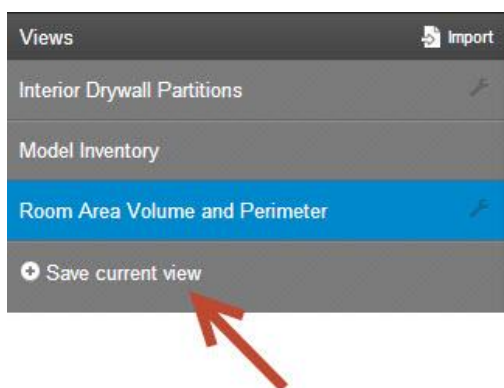 Views Import
Interior Drywall Partitions
Model Inventory
Room Area Volume and Perimeter
Save current view